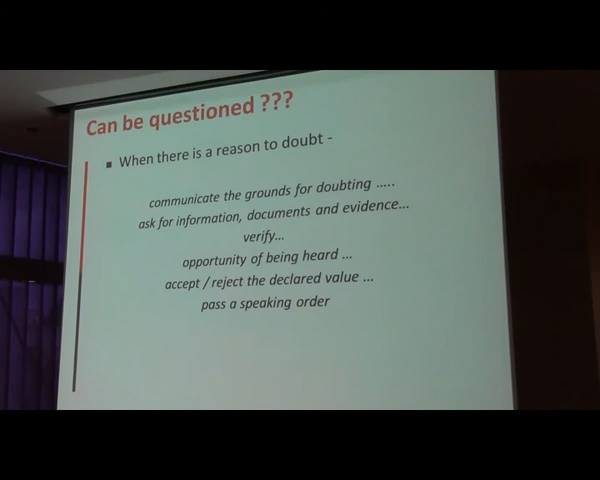 Can be questioned ???
▪ When there is a reason to doubt -
communicate the grounds for doubting .....
ask for information, documents and evidence...
verify...
opportunity of being heard ...
accept / reject the declared value ...
pass a speaking order